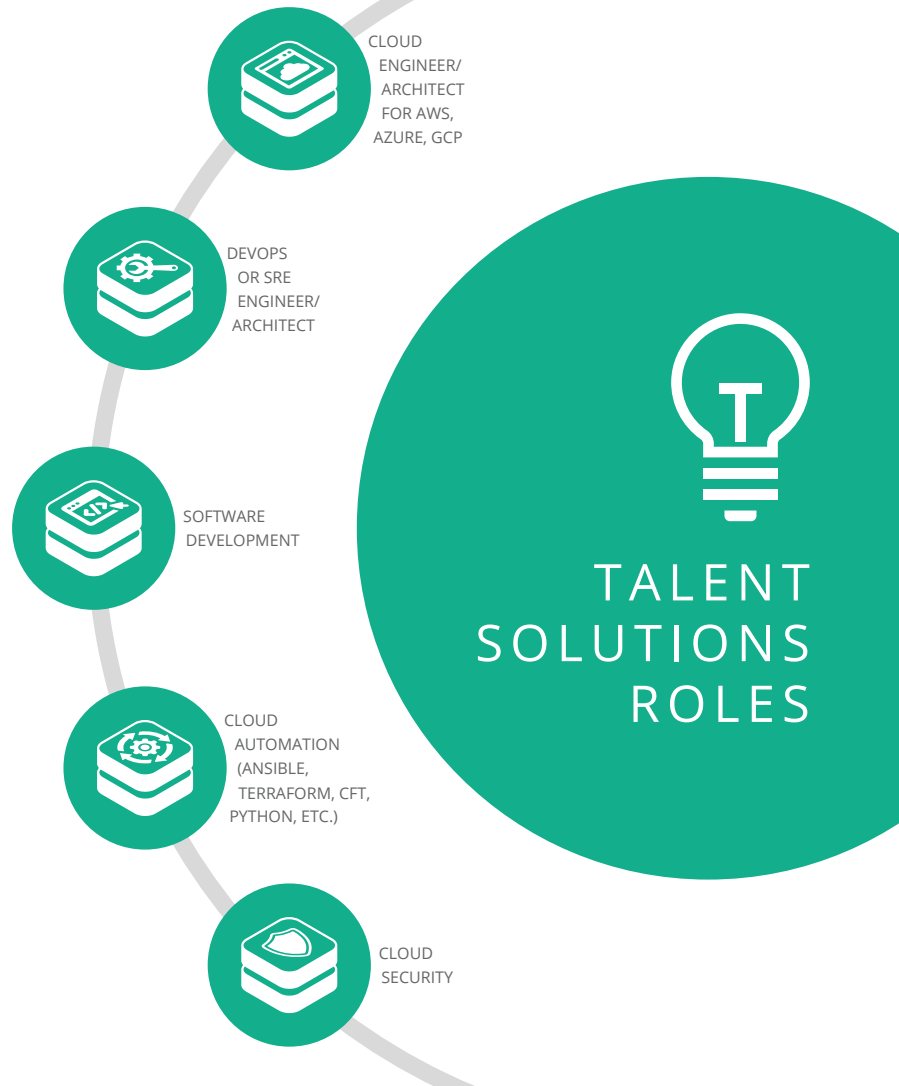 CLOUD
ENGINEER/
ARCHITECT
FOR AWS,
AZURE, GCP
DEVOPS
OR SRE
ENGINEER/
ARCHITECT
SOFTWARE
DEVELOPMENT
CLOUD
AUTOMATION
(ANSIBLE,
TERRAFORM, CFT,
PYTHON, ETC.)
CLOUD
SECURITY
T
TALENT
SOLUTIONS
ROLES